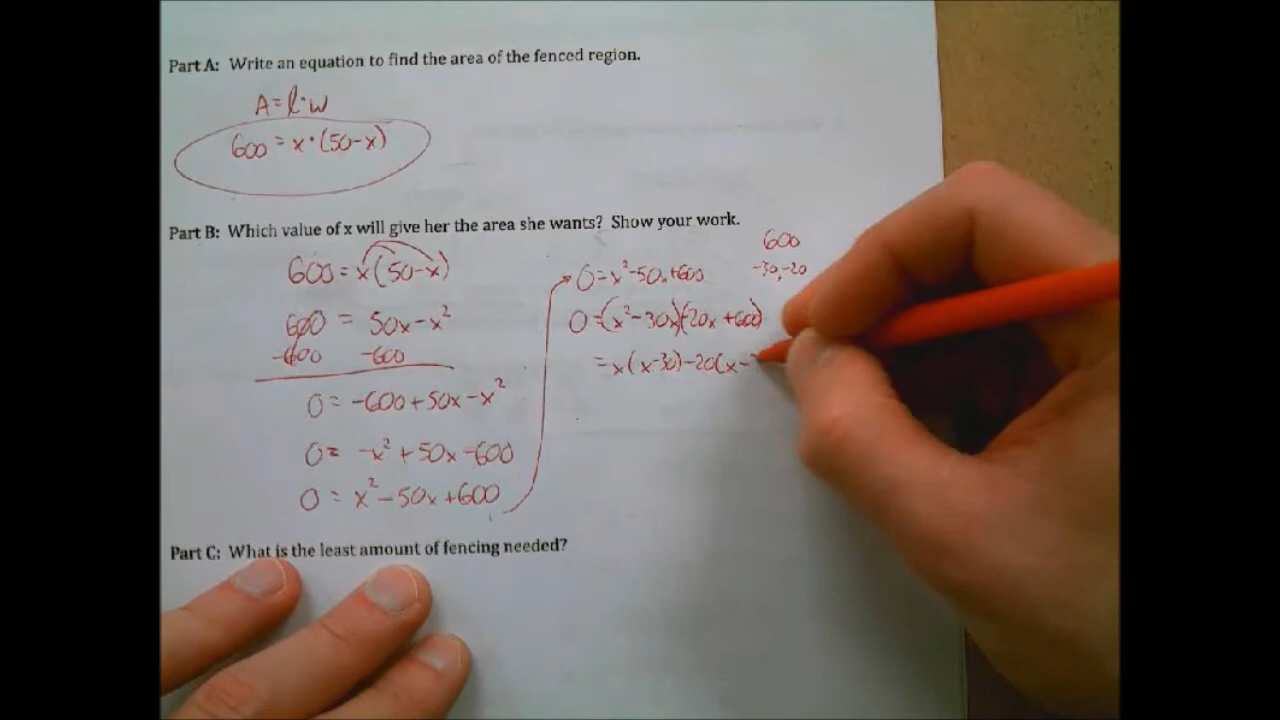 Part A: Write an equation to find the area of the fenced region.
A = l·w
600 = x·(50-x)
Part B: Which value of x will give her the area she wants? Show your work.
600 = x(50-x)
600 = 50x-x²
-600 -600
0 = -600+50x-x²
0 = -x²+50x-600
0 = x²-50x+600
600
-30,-20
0=x²-50x+600
0=(x²-30x)(-20x+600)
=x(x-30)-20(x-
Part C: What is the least amount of fencing needed?